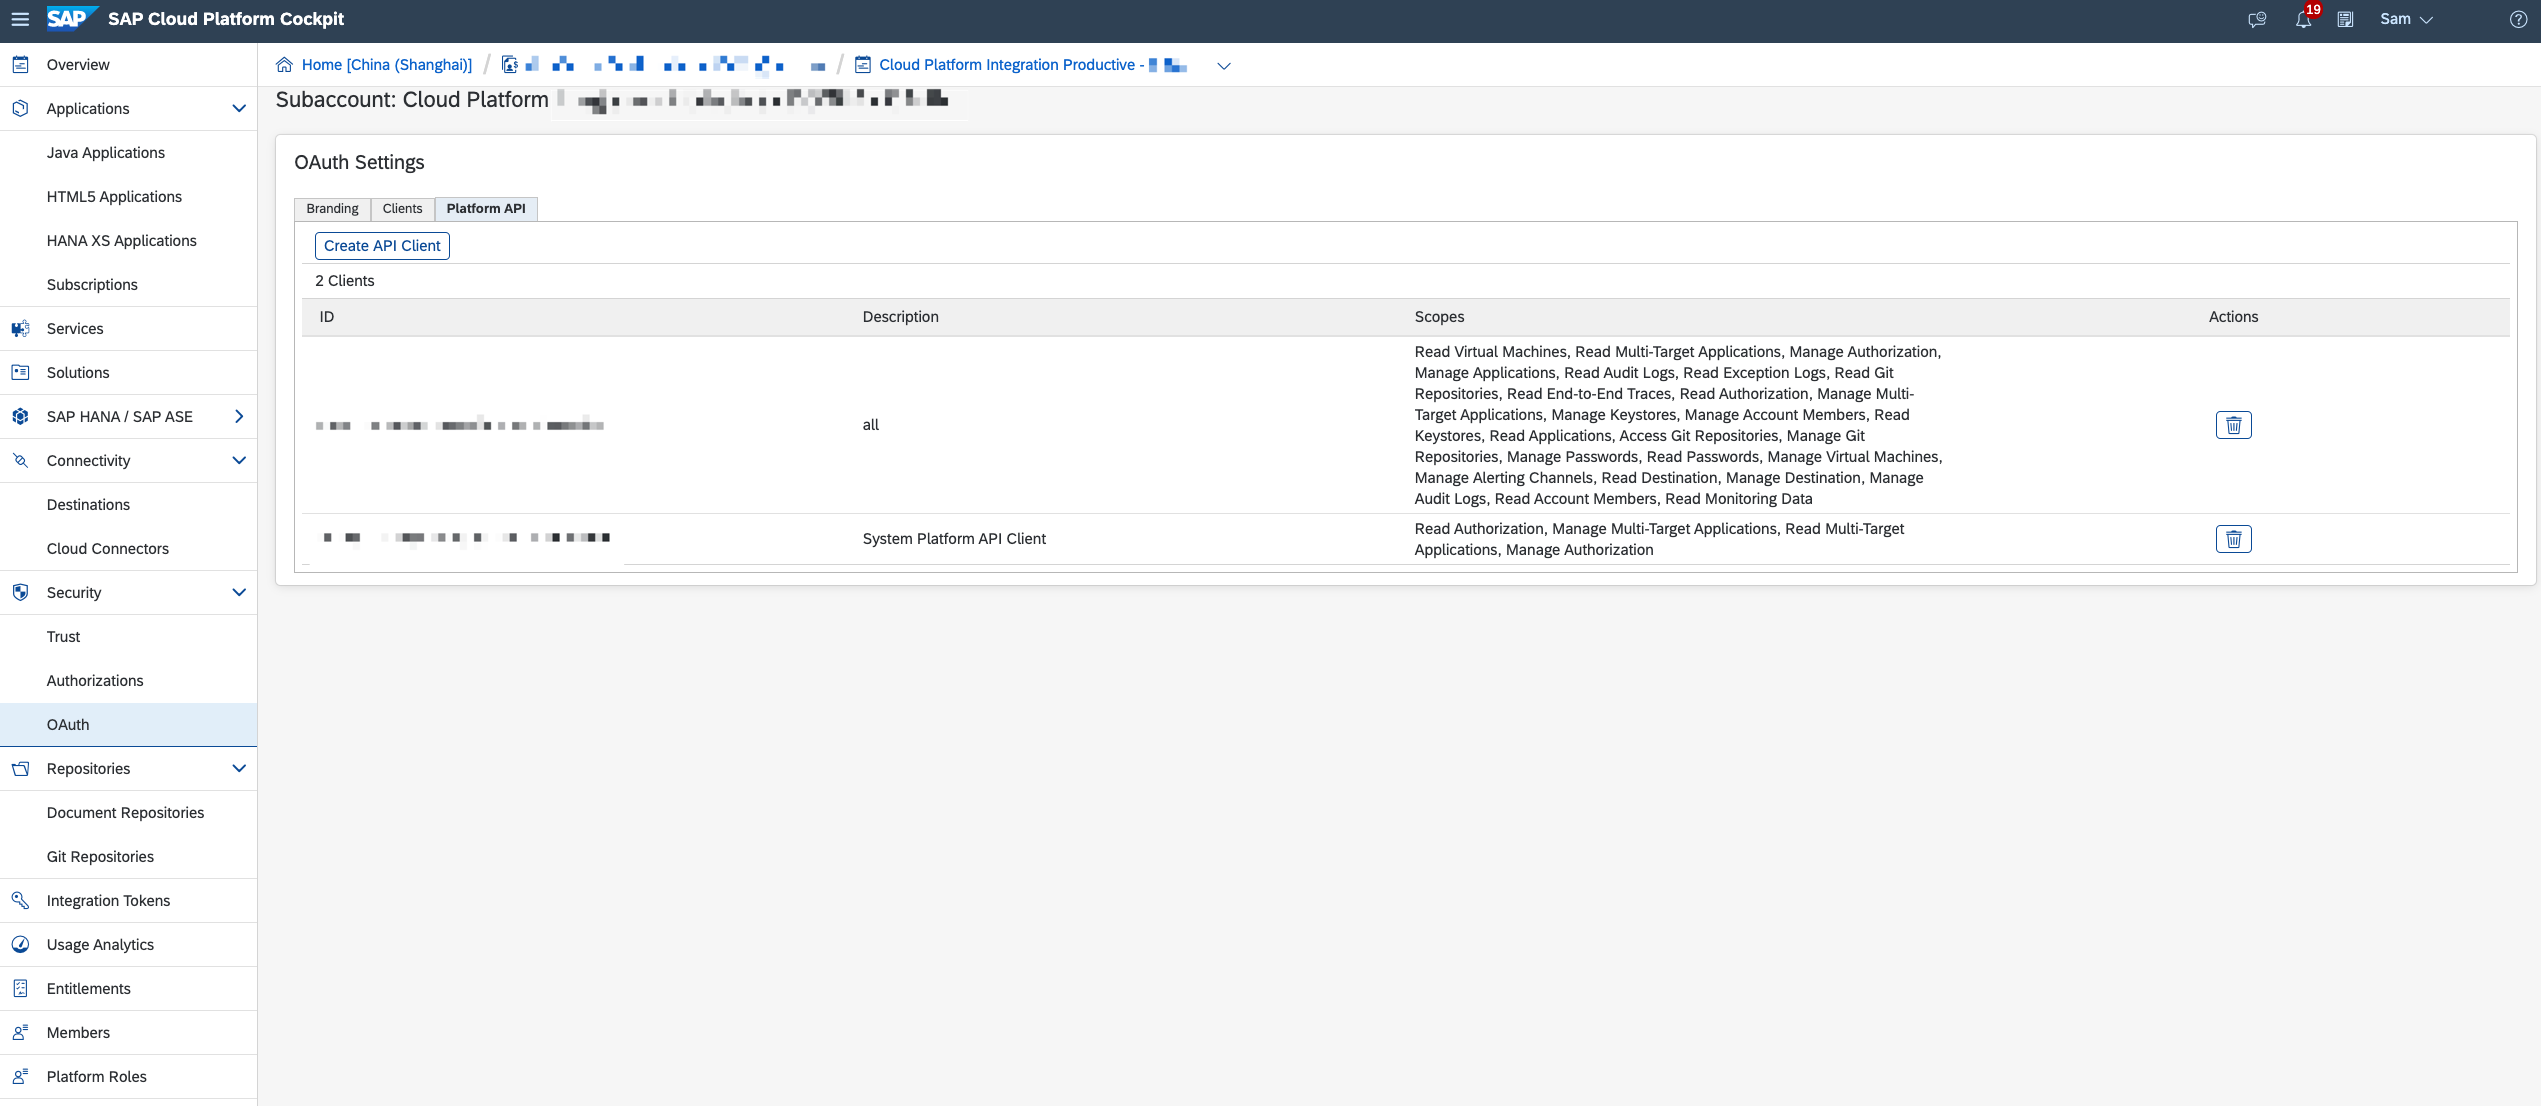 SAP SAP Cloud Platform Cockpit
19
Sam
Overview
Applications
Java Applications
HTML5 Applications
HANA XS Applications
Subscriptions
Services
Solutions
SAP HANA / SAP ASE
Connectivity
Destinations
Cloud Connectors
Security
Trust
Authorizations
OAuth
Repositories
Document Repositories
Git Repositories
Integration Tokens
Usage Analytics
Entitlements
Members
Platform Roles
Home [China (Shanghai)] / / Cloud Platform Integration Productive -
Subaccount: Cloud Platform
OAuth Settings
Branding Clients Platform API
Create API Client
2 Clients
ID Description Scopes Actions
all
Read Virtual Machines, Read Multi-Target Applications, Manage Authorization,
Manage Applications, Read Audit Logs, Read Exception Logs, Read Git
Repositories, Read End-to-End Traces, Read Authorization, Manage Multi-
Target Applications, Manage Keystores, Manage Account Members, Read
Keystores, Read Applications, Access Git Repositories, Manage Git
Repositories, Manage Passwords, Read Passwords, Manage Virtual Machines,
Manage Alerting Channels, Read Destination, Manage Destination, Manage
Audit Logs, Read Account Members, Read Monitoring Data
System Platform API Client
Read Authorization, Manage Multi-Target Applications, Read Multi-Target
Applications, Manage Authorization